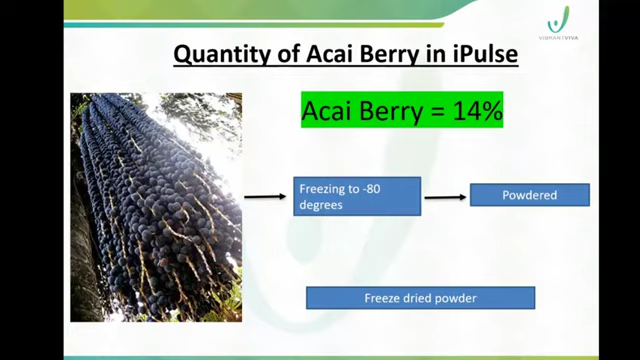 VIBRANTVIVA
Quantity of Acai Berry in iPulse
Acai Berry = 14%
Freezing to -80
degrees
Powdered
Freeze dried powder